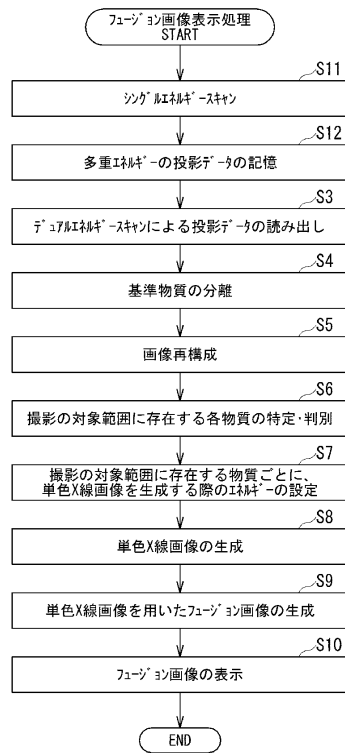 フュージョン画像表示処理
START
S11
シングルエネルギースキャン
S12
多重エネルギーの投影データの記憶
S3
デュアルエネルギースキャンによる投影データの読み出し
S4
基準物質の分離
S5
画像再構成
S6
撮影の対象範囲に存在する各物質の特定・判別
S7
撮影の対象範囲に存在する物質ごとに、
単色X線画像を生成する際のエネルギーの設定
S8
単色X線画像の生成
S9
単色X線画像を用いたフュージョン画像の生成
S10
フュージョン画像の表示
END